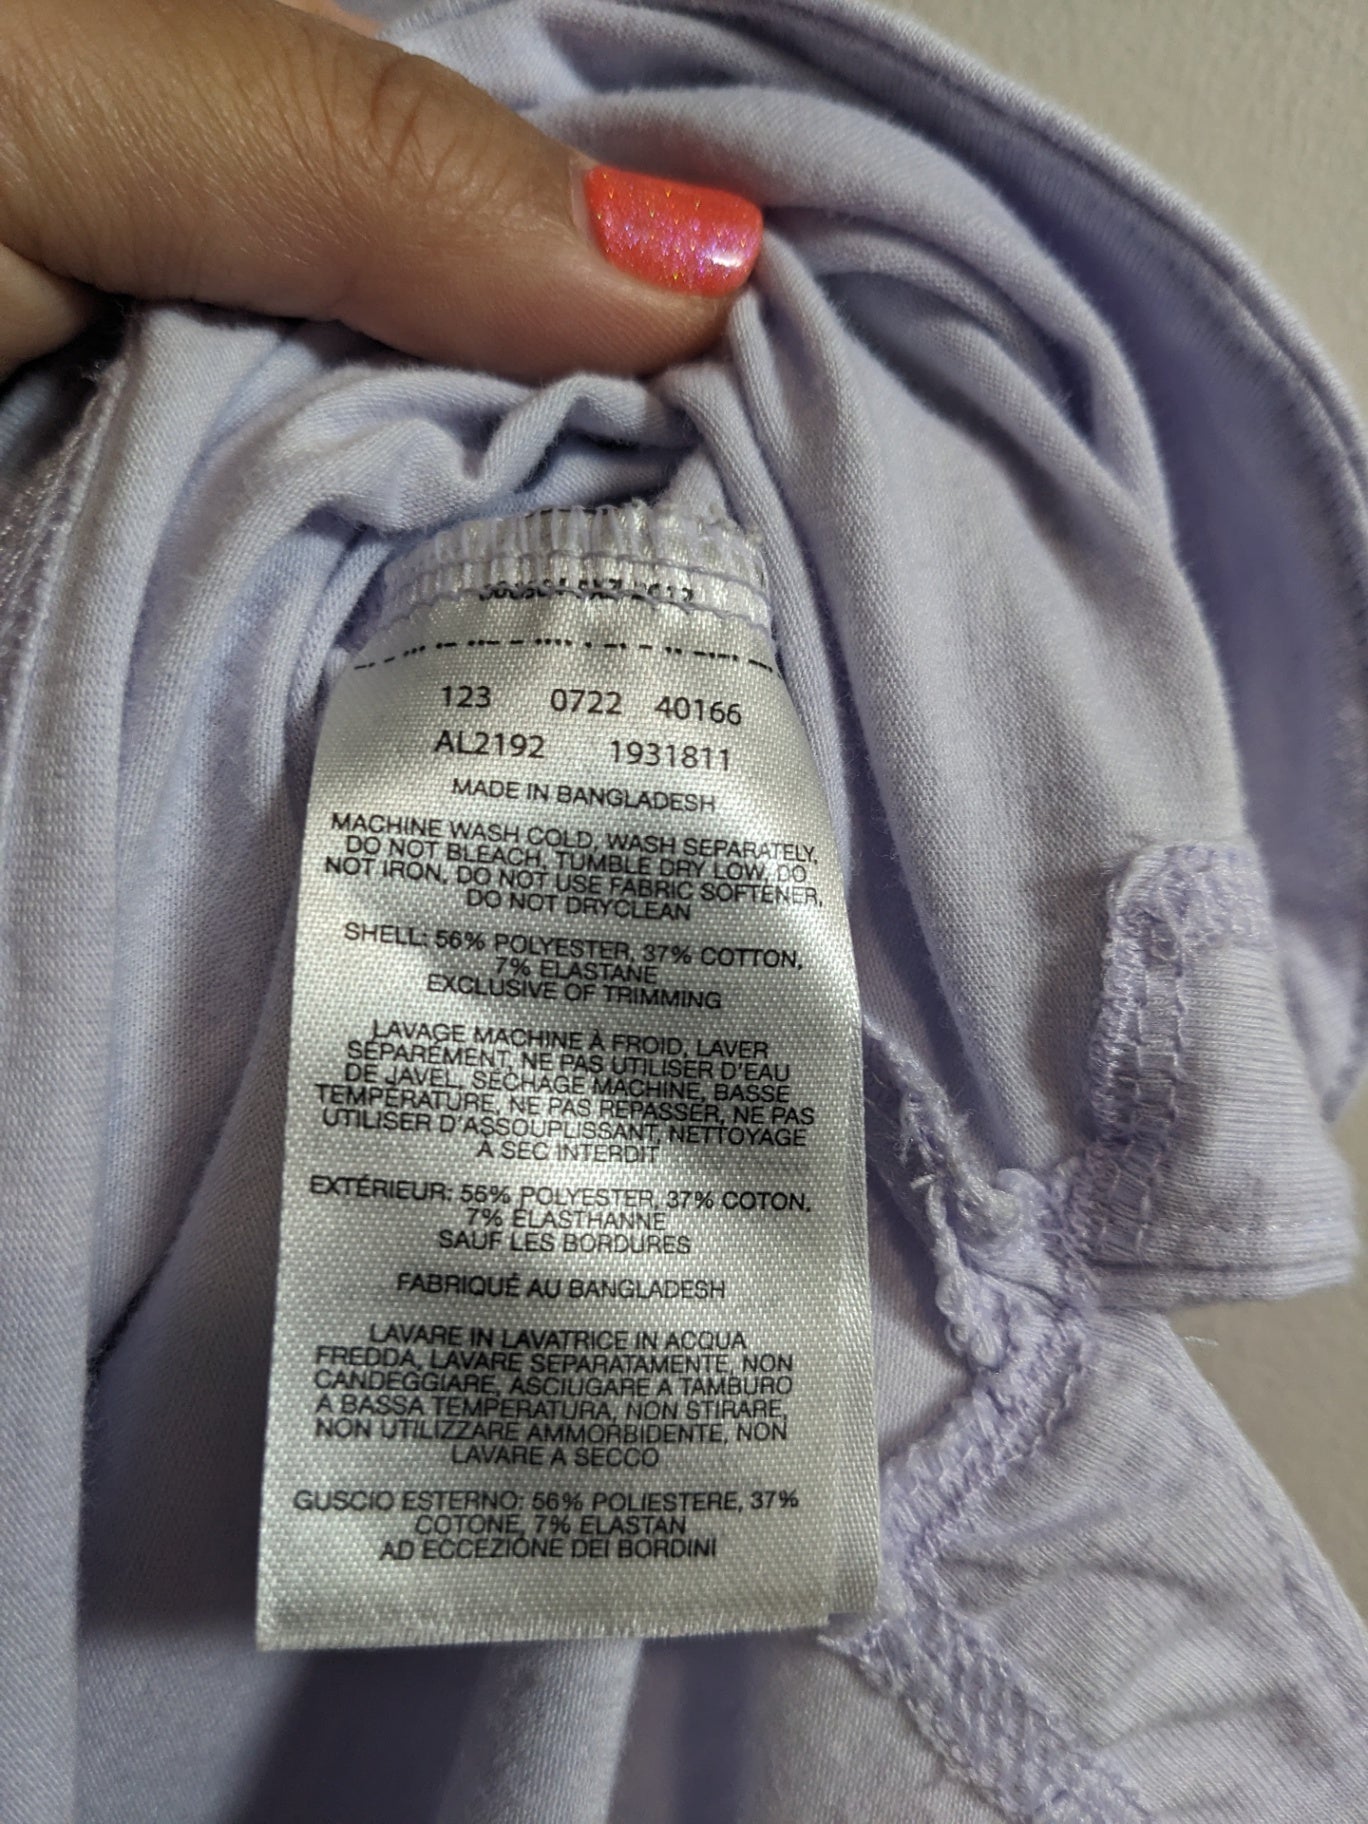 123 0722 40166
AL2192 1931811
MADE IN BANGLADESH
MACHINE WASH COLD, WASH SEPARATELY,
DO NOT BLEACH, TUMBLE DRY LOW, DO
NOT IRON, DO NOT USE FABRIC SOFTENER,
DO NOT DRYCLEAN
SHELL: 56% POLYESTER, 37% COTTON,
7% ELASTANE
EXCLUSIVE OF TRIMMING
LAVAGE MACHINE À FROID, LAVER
SÉPARÉMENT, NE PAS UTILISER D'EAU
DE JAVEL, SÉCHAGE MACHINE, BASSE
TEMPÉRATURE, NE PAS REPASSER, NE PAS
UTILISER D'ASSOUPLISSANT, NETTOYAGE
À SEC INTERDIT
EXTÉRIEUR: 56% POLYESTER, 37% COTON,
7% ÉLASTHANNE
SAUF LES BORDURES
FABRIQUÉ AU BANGLADESH
LAVARE IN LAVATRICE IN ACQUA
FREDDA, LAVARE SEPARATAMENTE, NON
CANDEGGIARE, ASCIUGARE A TAMBURO
A BASSA TEMPERATURA, NON STIRARE,
NON UTILIZZARE AMMORBIDENTE, NON
LAVARE A SECCO
GUSCIO ESTERNO: 56% POLIESTERE, 37%
COTONE, 7% ELASTAN
AD ECCEZIONE DEI BORDINI